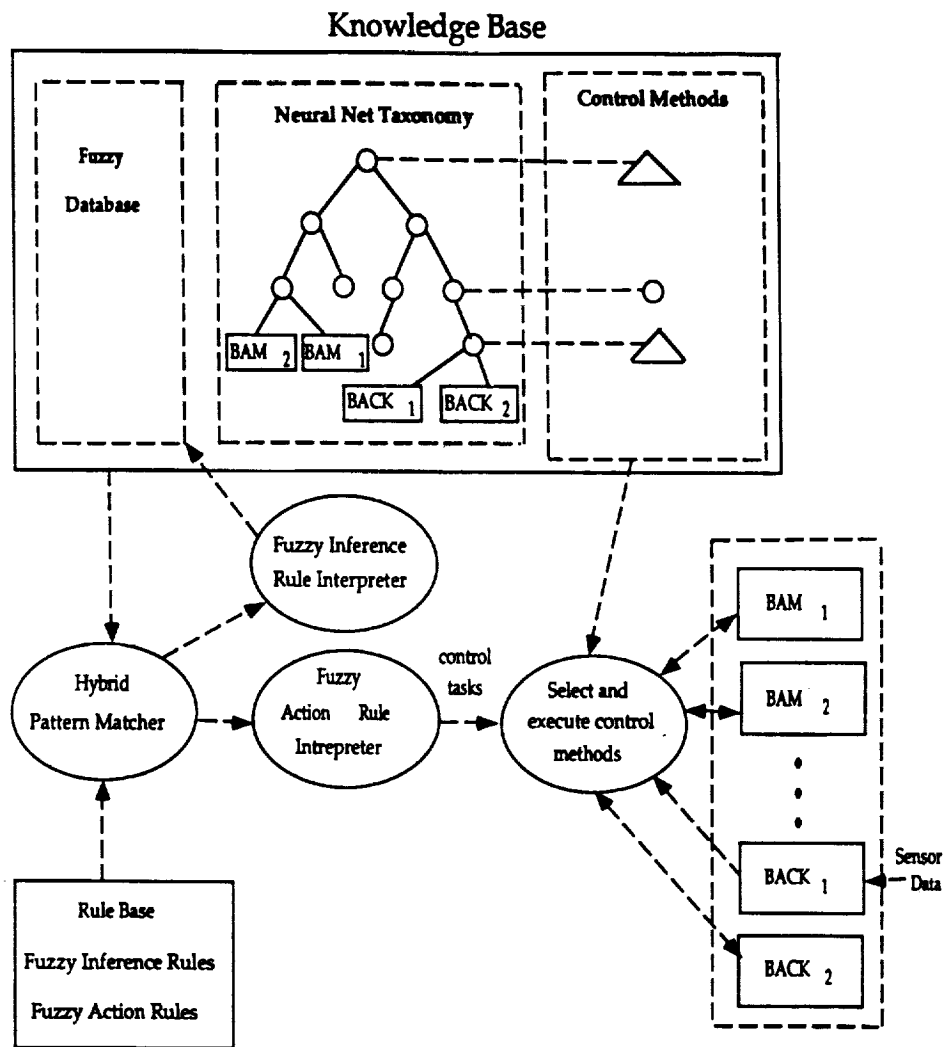 Knowledge Base
Fuzzy
Database
Neural Net Taxonomy
Control Methods
BAM 2
BAM 1
BACK 1
BACK 2
Fuzzy Inference
Rule Interpreter
Hybrid
Pattern Matcher
Fuzzy
Action Rule
Intrepreter
control
tasks
Select and
execute control
methods
BAM 1
BAM 2
BACK 1
BACK 2
Sensor
Data
Rule Base
Fuzzy Inference Rules
Fuzzy Action Rules